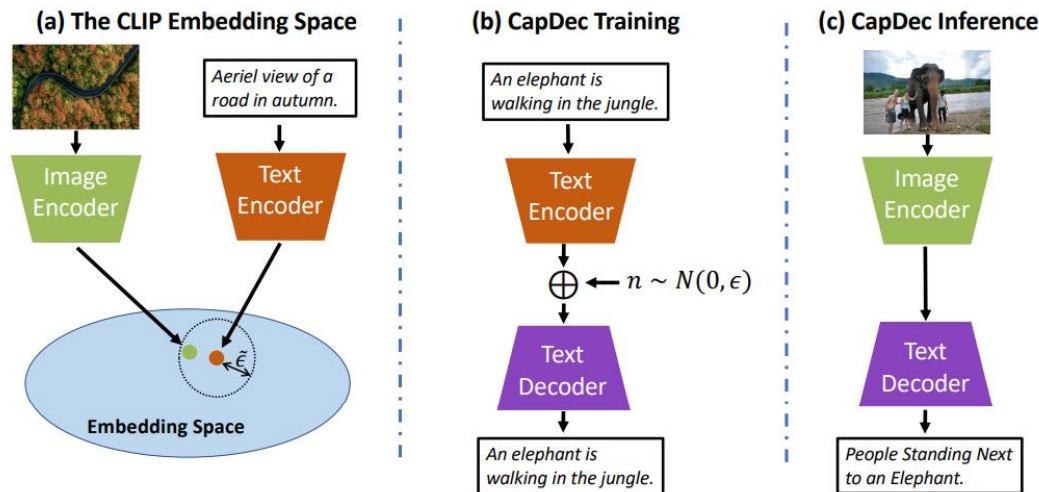 (a) The CLIP Embedding Space
Aeriel view of a
road in autumn.
Image
Encoder
Text
Encoder
ϵ̃
Embedding Space
(b) CapDec Training
An elephant is
walking in the jungle.
Text
Encoder
n ~ N(0, ϵ)
Text
Decoder
An elephant is
walking in the jungle.
(c) CapDec Inference
Image
Encoder
Text
Decoder
People Standing Next
to an Elephant.